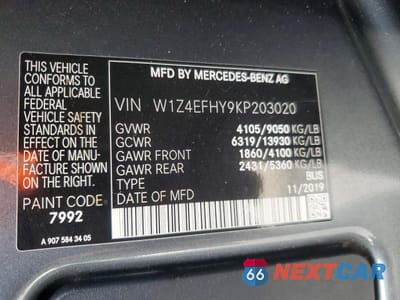 THIS VEHICLE
CONFORMS TO
ALL APPLICABLE
FEDERAL
VEHICLE SAFETY
STANDARDS IN
EFFECT ON THE
DATE OF MANU-
FACTURE SHOWN.
PAINT CODE
7992
A 907 584 34 05
MFD BY MERCEDES-BENZ AG
VIN W1Z4EFHY9KP203020
GVWR 4105/9050 KG/LB
GCWR 6319/13930 KG/LB
GAWR FRONT 1860/4100 KG/LB
GAWR REAR 2431/5360 KG/LB
TYPE BUS
DATE OF MFD 11/2019
66 NEXTCAR